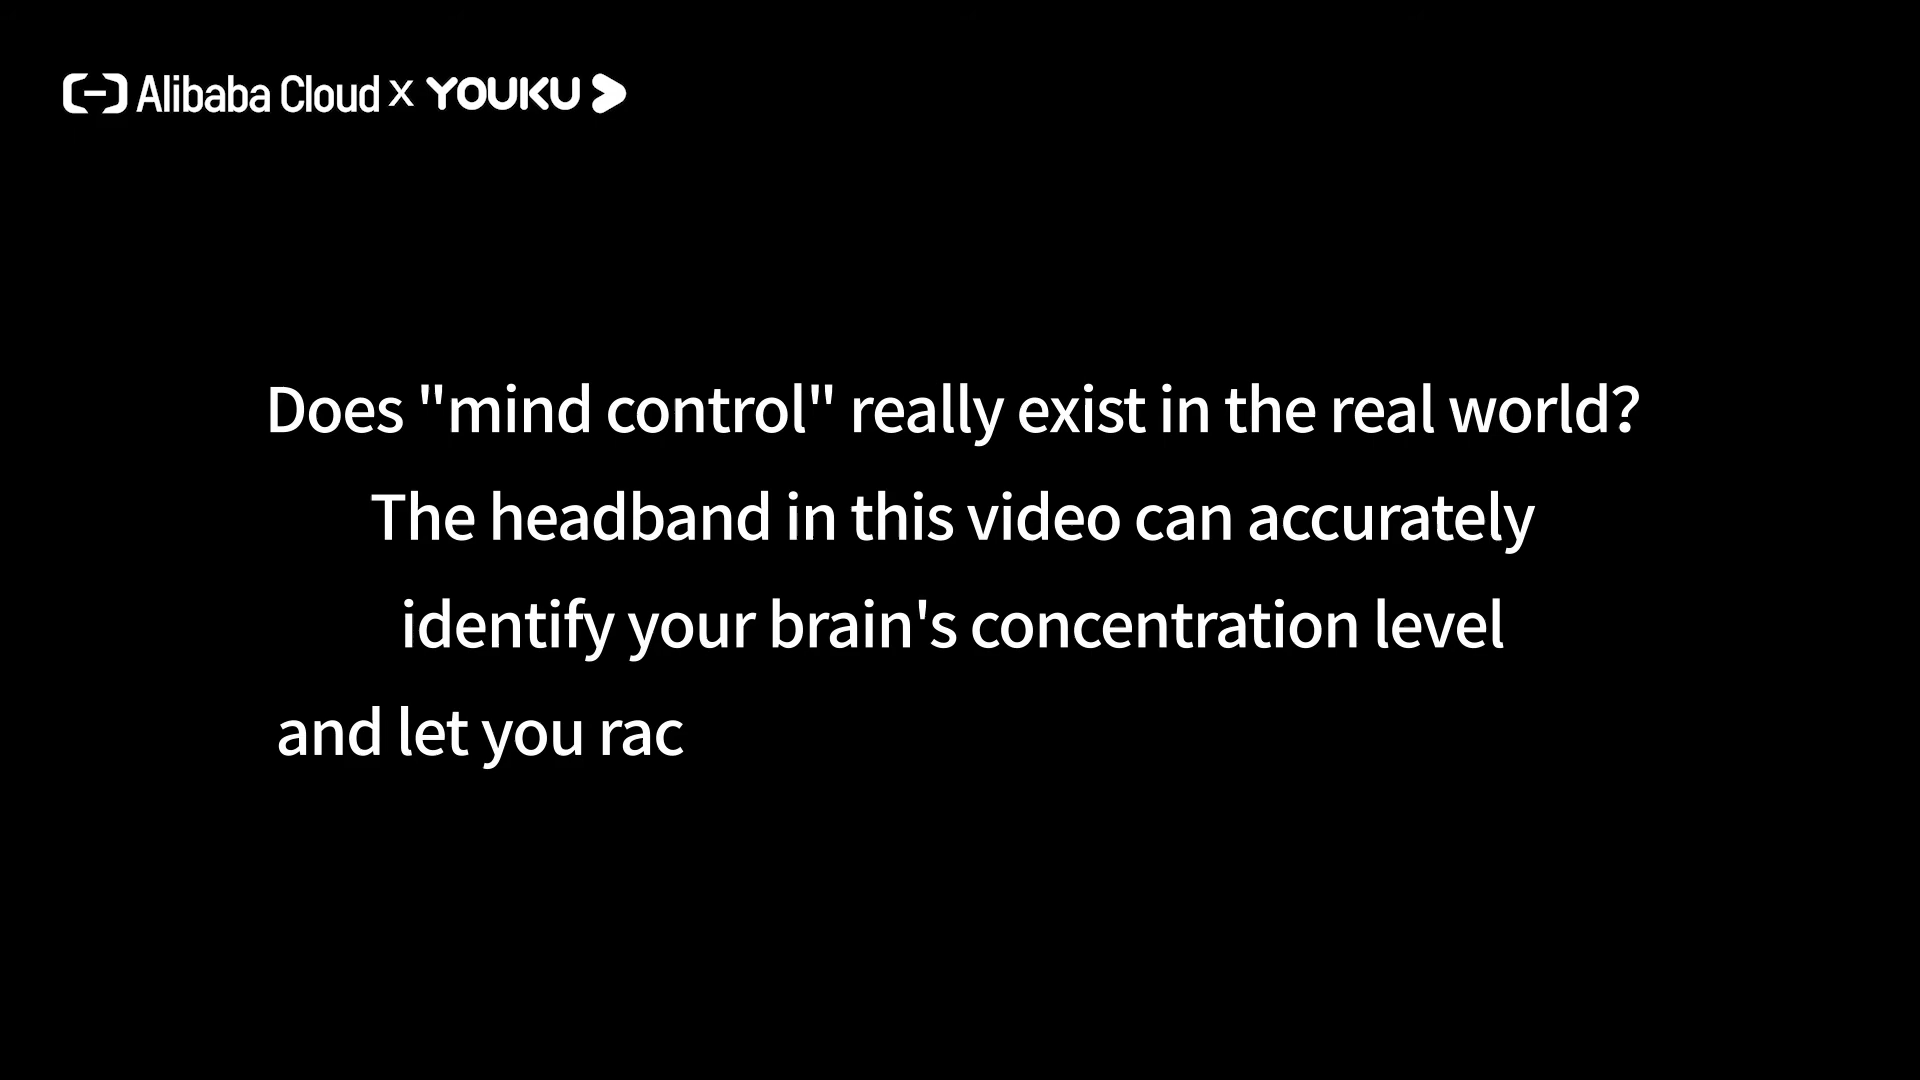 Alibaba Cloud x YOUKU
Does "mind control" really exist in the real world?
The headband in this video can accurately
identify your brain's concentration level
and let you rac